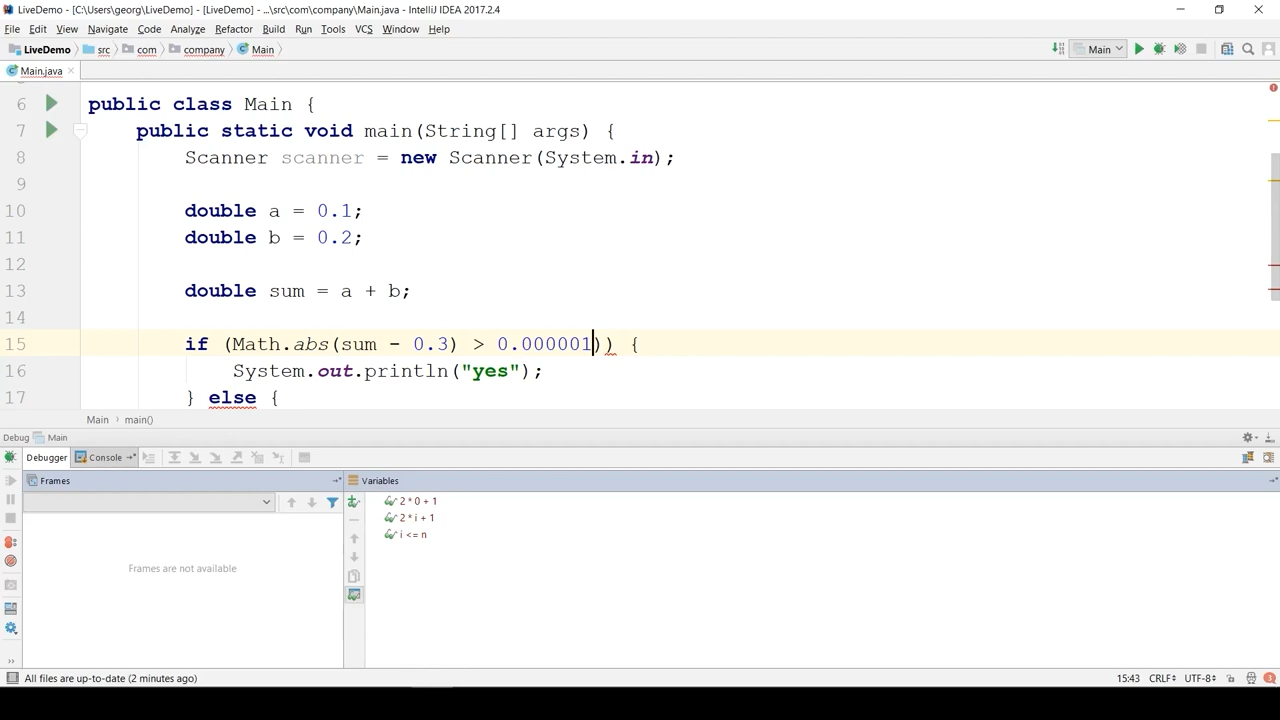 LiveDemo - [C:\Users\georg\LiveDemo] - [LiveDemo] - ...\src\com\company\Main.java - IntelliJ IDEA 2017.2.4
File Edit View Navigate Code Analyze Refactor Build Run Tools VCS Window Help
LiveDemo src com company Main Main
Main.java
6 public class Main {
7 public static void main(String[] args) {
8 Scanner scanner = new Scanner(System.in);
9
10 double a = 0.1;
11 double b = 0.2;
12
13 double sum = a + b;
14
15 if (Math.abs(sum - 0.3) > 0.000001)) {
16 System.out.println("yes");
17 } else {
Main main()
Debug Main
Debugger Console
Frames Variables
2 * 0 + 1
2 * i + 1
i <= n
Frames are not available
All files are up-to-date (2 minutes ago) 15:43 CRLF UTF-8 3